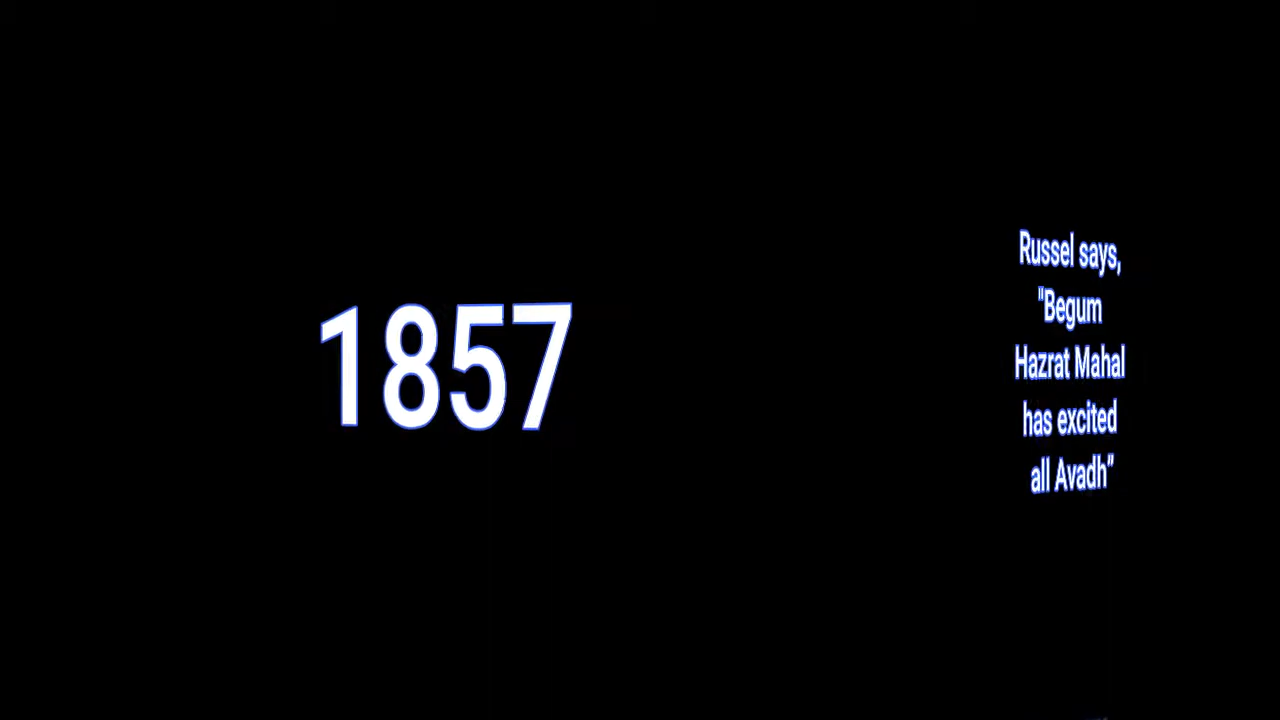 1857
Russel says,
"Begum
Hazrat Mahal
has excited
all Avadh”